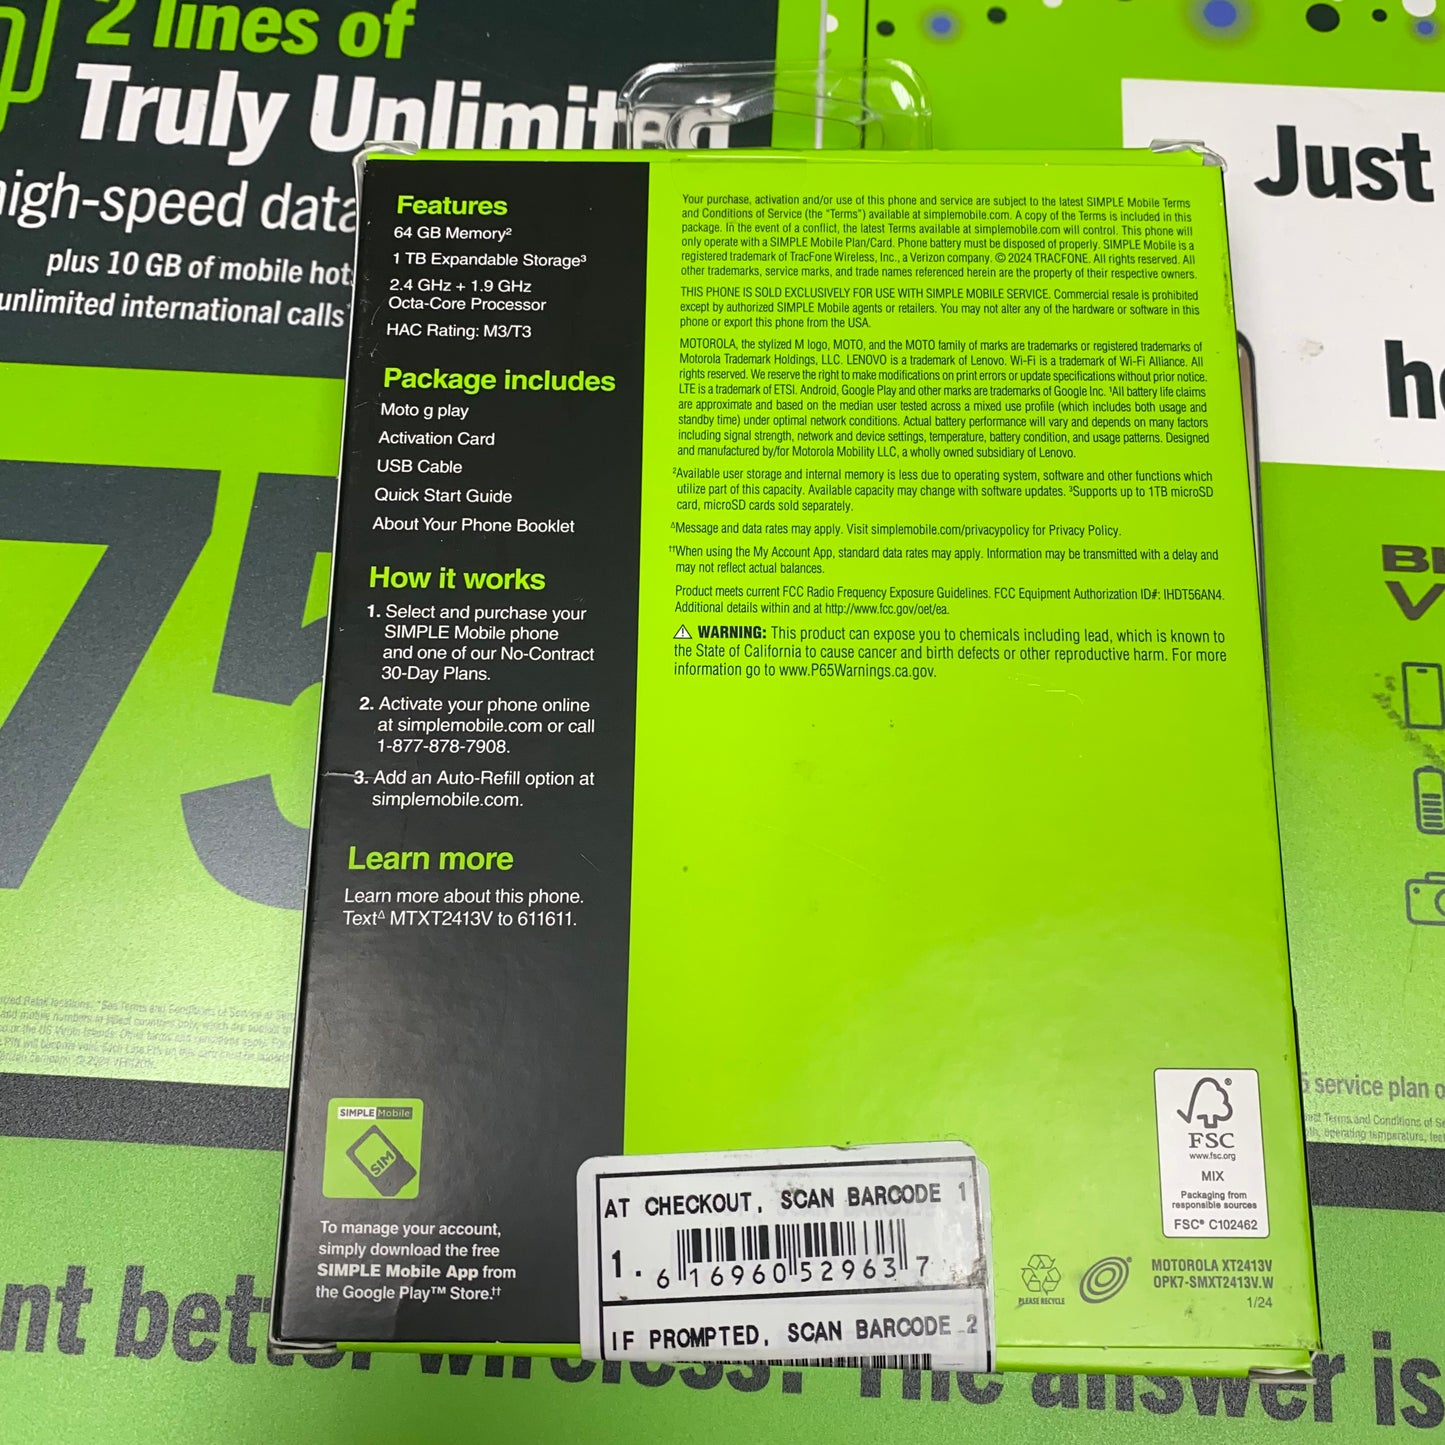 2 lines of
Truly Unlimited
high-speed data
plus 10 GB of mobile hot
unlimited international calls
75
Just
Features
64 GB Memory²
1 TB Expandable Storage³
2.4 GHz + 1.9 GHz
Octa-Core Processor
HAC Rating: M3/T3
Package includes
Moto g play
Activation Card
USB Cable
Quick Start Guide
About Your Phone Booklet
How it works
1. Select and purchase your
SIMPLE Mobile phone
and one of our No-Contract
30-Day Plans.
2. Activate your phone online
at simplemobile.com or call
1-877-878-7908.
3. Add an Auto-Refill option at
simplemobile.com.
Learn more
Learn more about this phone.
Text∆ MTXT2413V to 611611.
SIMPLE Mobile
SIM
To manage your account,
simply download the free
SIMPLE Mobile App from
the Google Play™ Store.††
Your purchase, activation and/or use of this phone and service are subject to the latest SIMPLE Mobile Terms
and Conditions of Service (the "Terms") available at simplemobile.com. A copy of the Terms is included in this
package. In the event of a conflict, the latest Terms available at simplemobile.com will control. This phone will
only operate with a SIMPLE Mobile Plan/Card. Phone battery must be disposed of properly. SIMPLE Mobile is a
registered trademark of TracFone Wireless, Inc., a Verizon company. © 2024 TRACFONE. All rights reserved. All
other trademarks, service marks, and trade names referenced herein are the property of their respective owners.
THIS PHONE IS SOLD EXCLUSIVELY FOR USE WITH SIMPLE MOBILE SERVICE. Commercial resale is prohibited
except by authorized SIMPLE Mobile agents or retailers. You may not alter any of the hardware or software in this
phone or export this phone from the USA.
MOTOROLA, the stylized M logo, MOTO, and the MOTO family of marks are trademarks or registered trademarks of
Motorola Trademark Holdings, LLC. LENOVO is a trademark of Lenovo. Wi-Fi is a trademark of Wi-Fi Alliance. All
rights reserved. We reserve the right to make modifications on print errors or update specifications without prior notice.
LTE is a trademark of ETSI. Android, Google Play and other marks are trademarks of Google Inc. ¹All battery life claims
are approximate and based on the median user tested across a mixed use profile (which includes both usage and
standby time) under optimal network conditions. Actual battery performance will vary and depends on many factors
including signal strength, network and device settings, temperature, battery condition, and usage patterns. Designed
and manufactured by/for Motorola Mobility LLC, a wholly owned subsidiary of Lenovo.
²Available user storage and internal memory is less due to operating system, software and other functions which
utilize part of this capacity. Available capacity may change with software updates. ³Supports up to 1TB microSD
card, microSD cards sold separately.
∆Message and data rates may apply. Visit simplemobile.com/privacypolicy for Privacy Policy.
††When using the My Account App, standard data rates may apply. Information may be transmitted with a delay and
may not reflect actual balances.
Product meets current FCC Radio Frequency Exposure Guidelines. FCC Equipment Authorization ID#: IHDT56AN4.
Additional details within and at http://www.fcc.gov/oet/ea.
WARNING: This product can expose you to chemicals including lead, which is known to
the State of California to cause cancer and birth defects or other reproductive harm. For more
information go to www.P65Warnings.ca.gov.
FSC
www.fsc.org
MIX
Packaging from
responsible sources
FSC® C102462
PLEASE RECYCLE
MOTOROLA XT2413V
OPK7-SMXT2413V.W
1/24
AT CHECKOUT, SCAN BARCODE 1
1. 6 16960 52963 7
IF PROMPTED, SCAN BARCODE 2
service plan
nt better wireless? The answer is